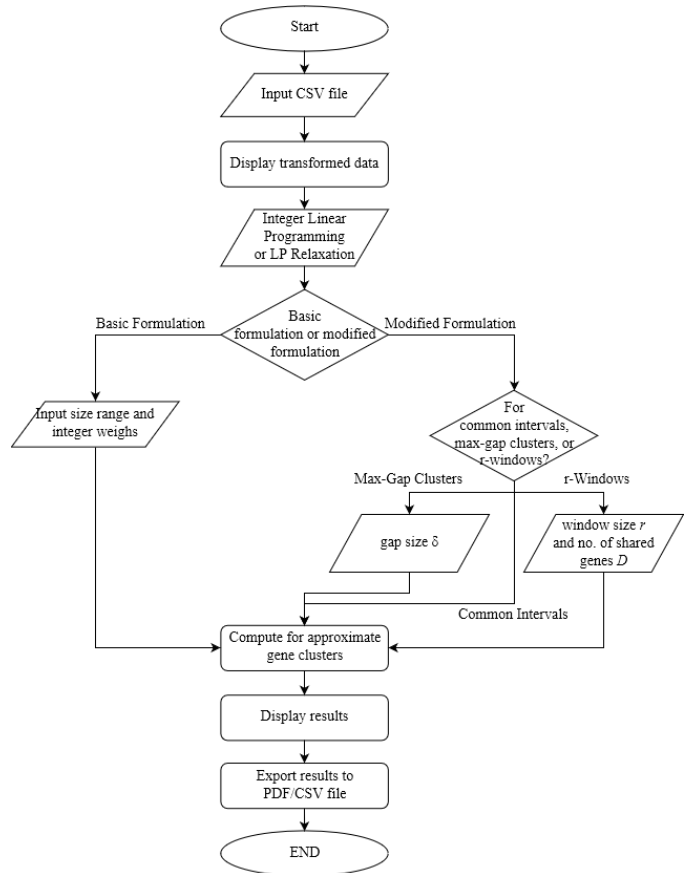 Start
Input CSV file
Display transformed data
Integer Linear
Programming
or LP Relaxation
Basic Formulation
Basic
formulation or modified
formulation
Modified Formulation
Input size range and
integer weighs
For
common intervals,
max-gap clusters, or
r-windows?
Max-Gap Clusters
r-Windows
gap size δ
window size r
and no. of shared
genes D
Common Intervals
Compute for approximate
gene clusters
Display results
Export results to
PDF/CSV file
END